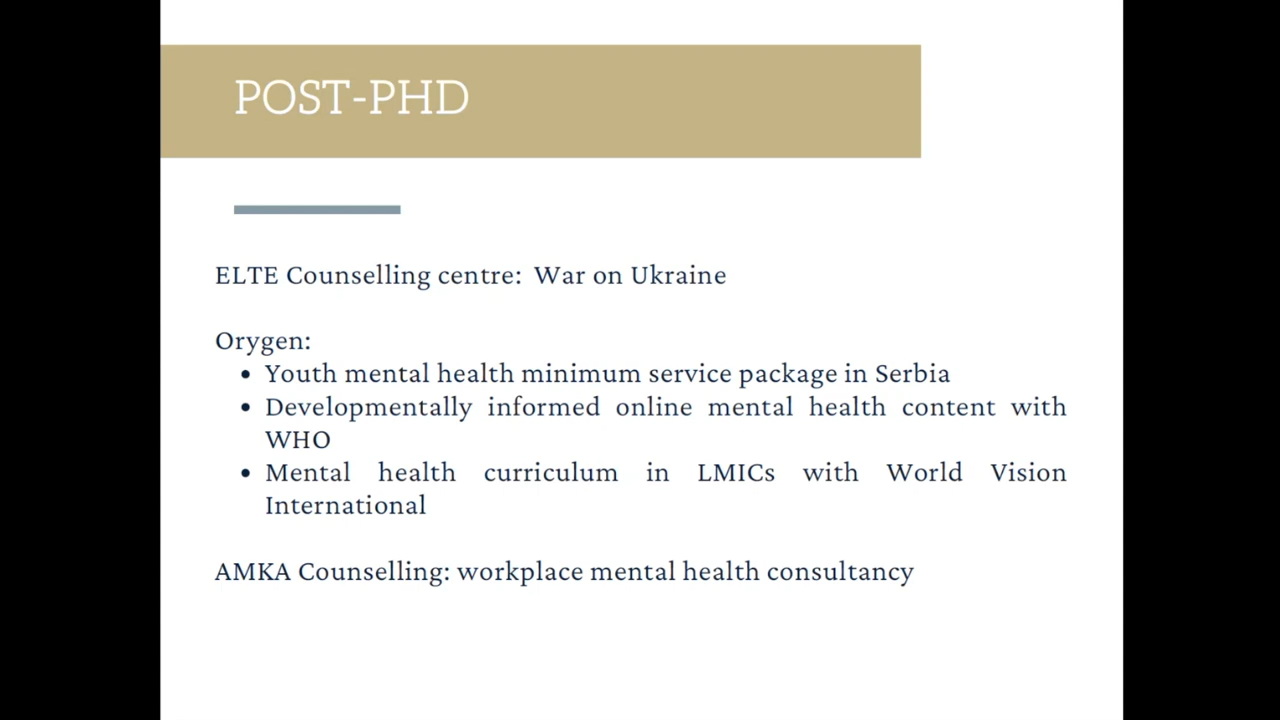 POST-PHD
ELTE Counselling centre:  War on Ukraine
Orygen:
• Youth mental health minimum service package in Serbia
• Developmentally informed online mental health content with
WHO
• Mental health curriculum in LMICs with World Vision
International
AMKA Counselling: workplace mental health consultancy